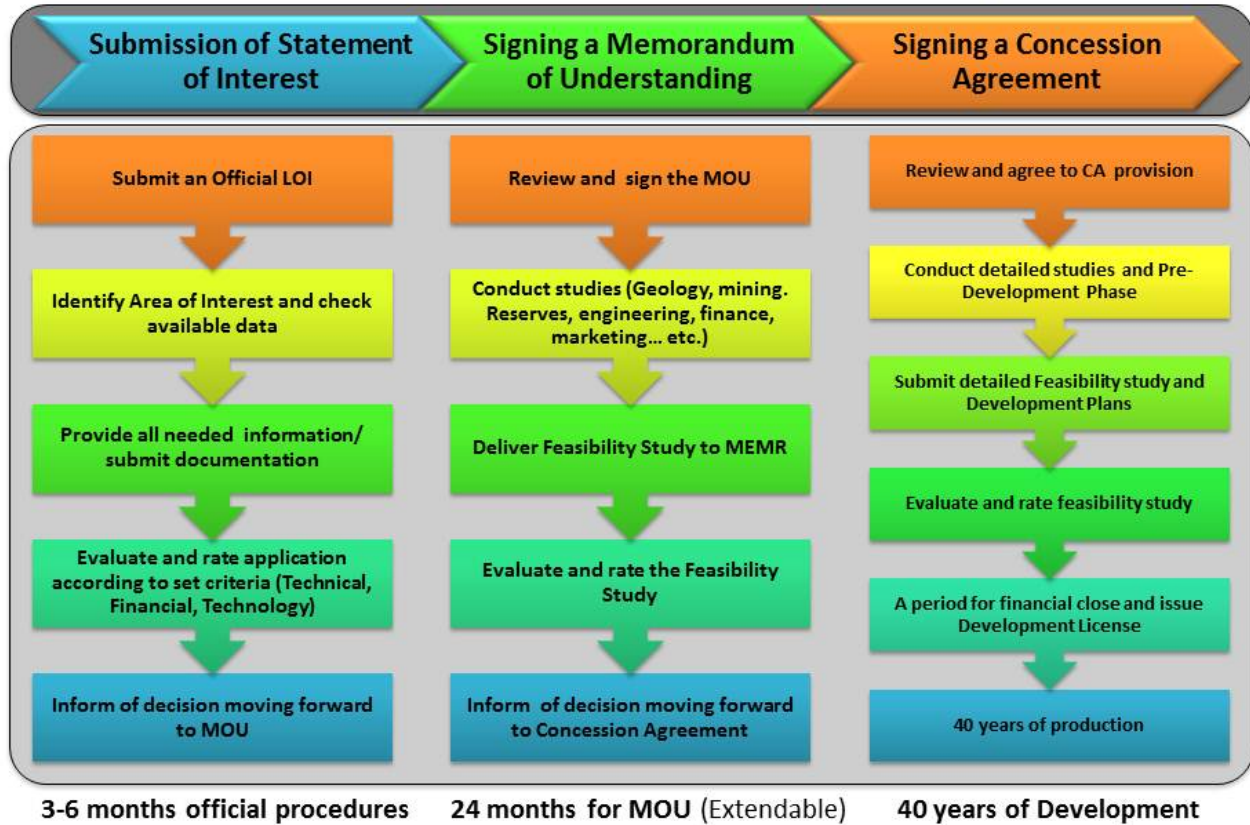 Submission of Statement
of Interest
Signing a Memorandum
of Understanding
Signing a Concession
Agreement
Submit an Official LOI
Identify Area of Interest and check
available data
Provide all needed information/
submit documentation
Evaluate and rate application
according to set criteria (Technical,
Financial, Technology)
Inform of decision moving forward
to MOU
3-6 months official procedures
Review and sign the MOU
Conduct studies (Geology, mining.
Reserves, engineering, finance,
marketing... etc.)
Deliver Feasibility Study to MEMR
Evaluate and rate the Feasibility
Study
Inform of decision moving forward
to Concession Agreement
24 months for MOU (Extendable)
Review and agree to CA provision
Conduct detailed studies and Pre-
Development Phase
Submit detailed Feasibility study and
Development Plans
Evaluate and rate feasibility study
A period for financial close and issue
Development License
40 years of production
40 years of Development